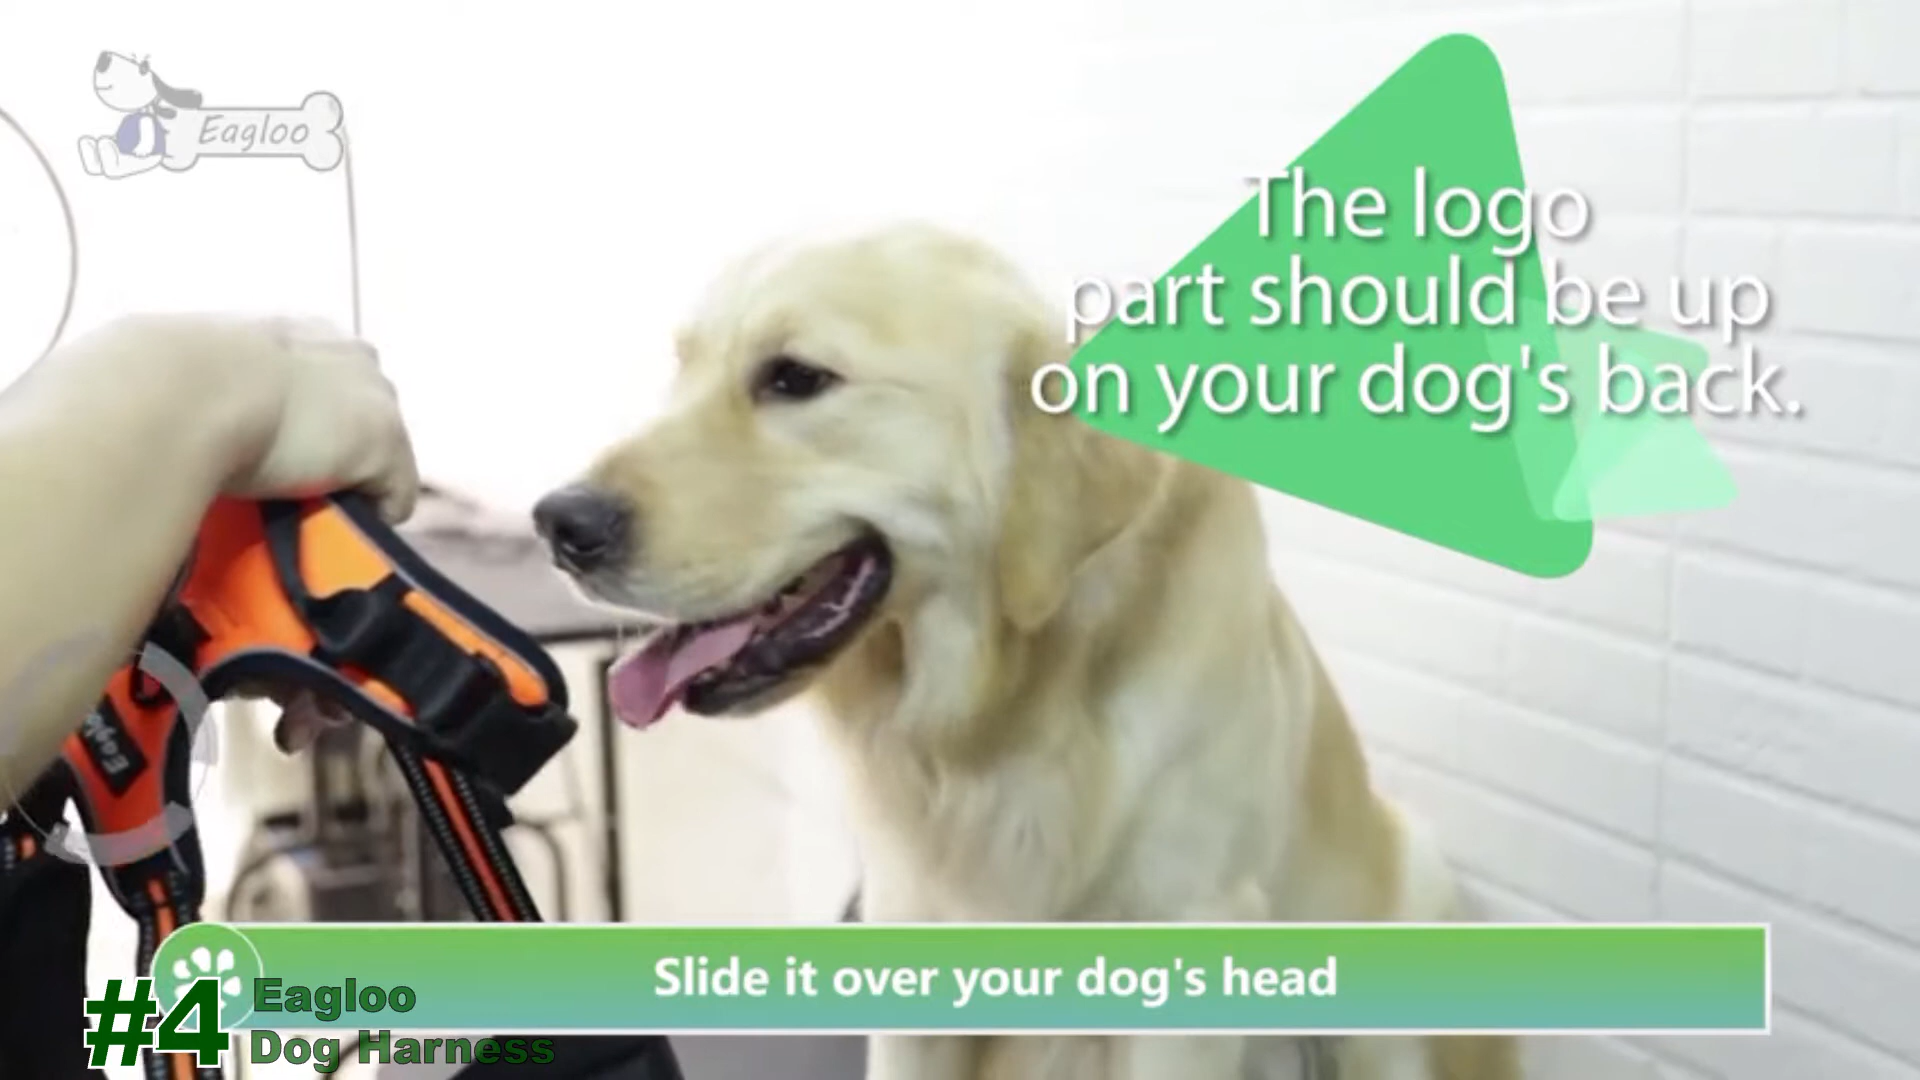 Eagloo
The logo
part should be up
on your dog's back.
Eagloo
Slide it over your dog's head
#4
Eagloo
Dog Harness